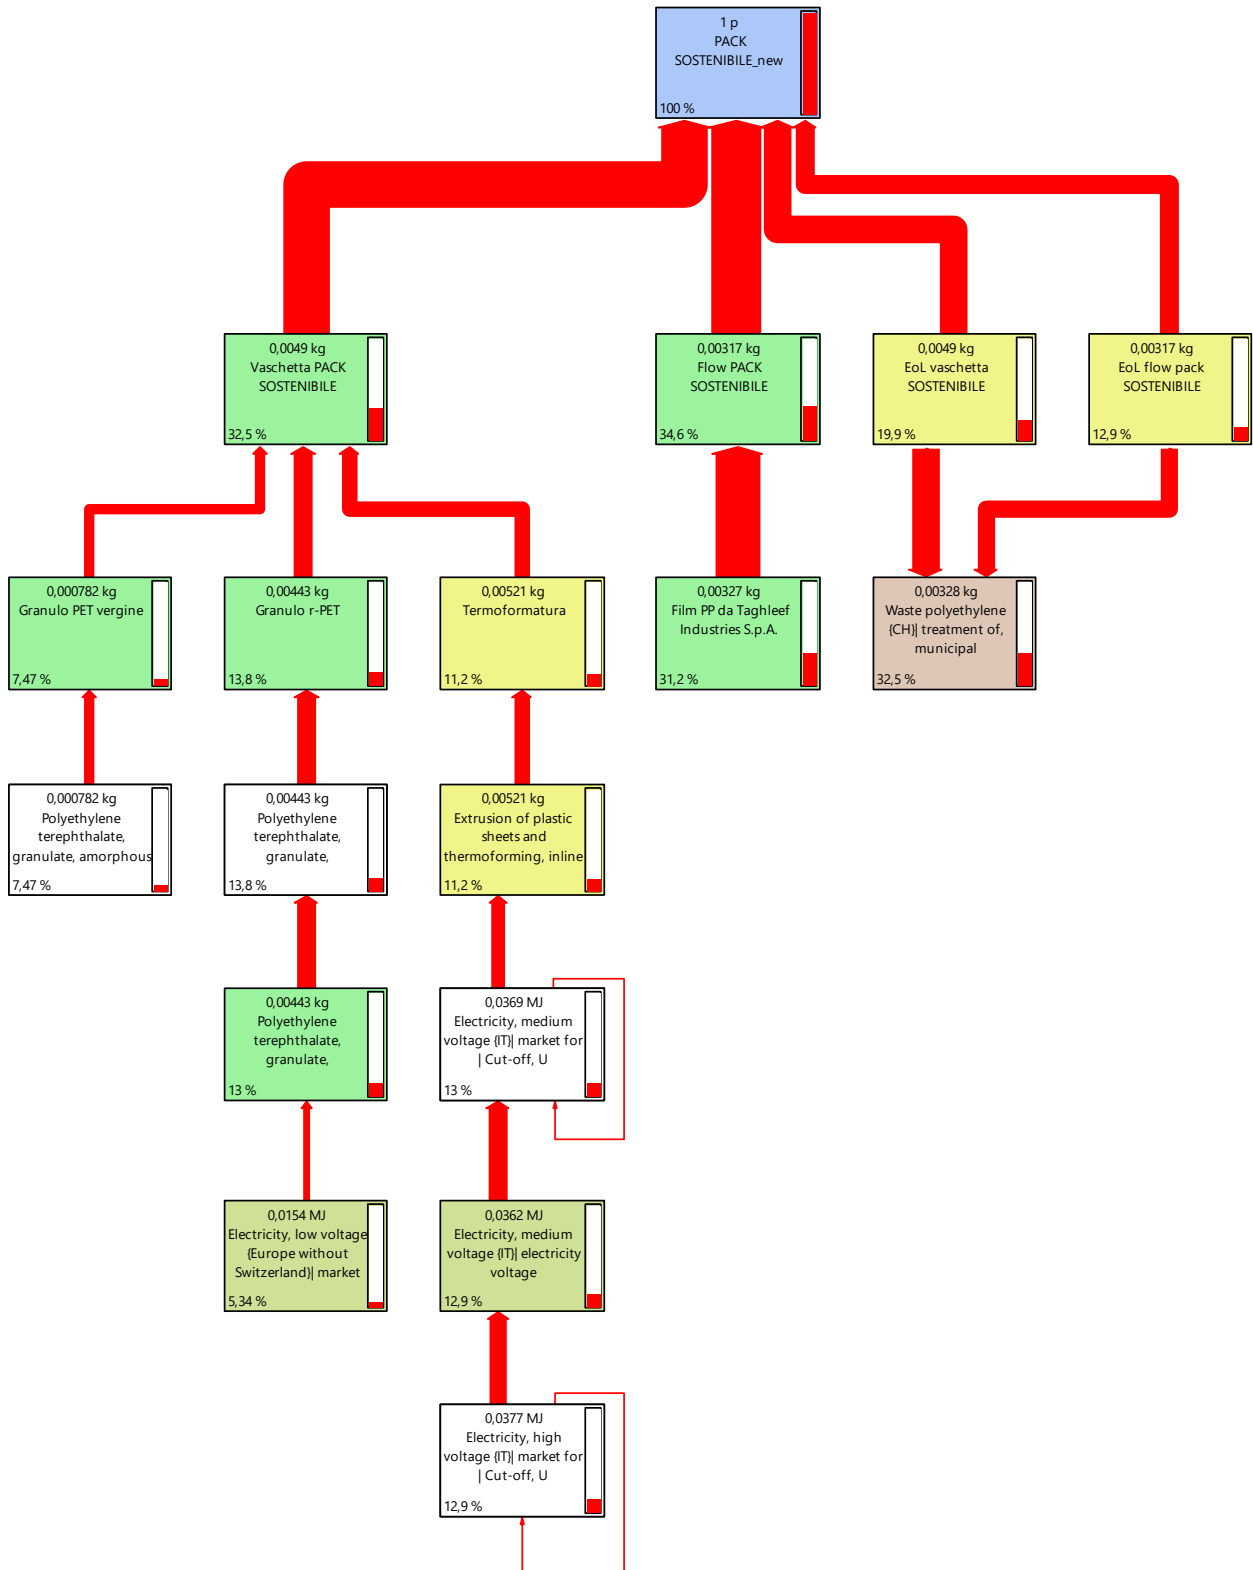 1 p
PACK
SOSTENIBILE_new
100 %
0,0049 kg
Vaschetta PACK
SOSTENIBILE
32,5 %
0,00317 kg
Flow PACK
SOSTENIBILE
34,6 %
0,0049 kg
EoL vaschetta
SOSTENIBILE
19,9 %
0,00317 kg
EoL flow pack
SOSTENIBILE
12,9 %
0,000782 kg
Granulo PET vergine
7,47 %
0,00443 kg
Granulo r-PET
13,8 %
0,00521 kg
Termoformatura
11,2 %
0,00327 kg
Film PP da Taghleef
Industries S.p.A.
31,2 %
0,00328 kg
Waste polyethylene
{CH}| treatment of,
municipal
32,5 %
0,000782 kg
Polyethylene
terephthalate,
granulate, amorphous
7,47 %
0,00443 kg
Polyethylene
terephthalate,
granulate,
13,8 %
0,00521 kg
Extrusion of plastic
sheets and
thermoforming, inline
11,2 %
0,00443 kg
Polyethylene
terephthalate,
granulate,
13 %
0,0369 MJ
Electricity, medium
voltage {IT}| market for
| Cut-off, U
13 %
0,0154 MJ
Electricity, low voltage
{Europe without
Switzerland}| market
5,34 %
0,0362 MJ
Electricity, medium
voltage {IT}| electricity
voltage
12,9 %
0,0377 MJ
Electricity, high
voltage {IT}| market for
| Cut-off, U
12,9 %